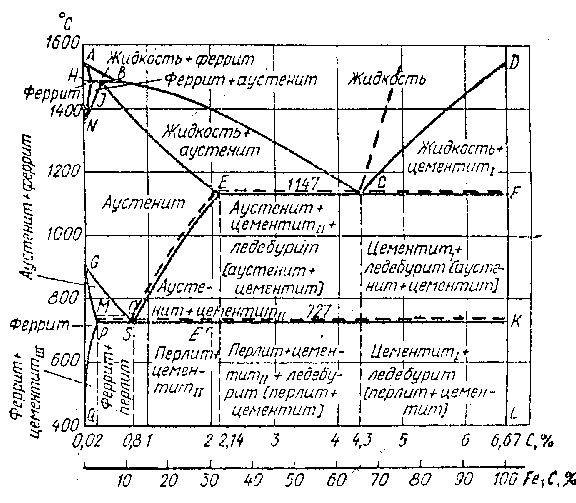 °C
1600
1400
1200
1000
800
600
400
A
Жидкость + феррит
H
B
Феррит + аустенит
Феррит
J
N
Жидкость
D
Жидкость +
аустенит
Жидкость +
цементит I
E
1147
C
F
Аустенит
Аустенит +
цементит II +
ледебурит
[аустенит +
цементит]
Цементит I +
ледебурит [аусте-
нит + цементит]
Аустенит + феррит
G
Аусте-
нит + цементит II
M
O
727
Феррит
P
S
E'
K
Феррит +
цементит III
Q
Феррит +
перлит
Перлит +
цемен-
тит II
Перлит + цемен-
тит II + ледебу-
рит [перлит +
цементит]
Цементит I +
ледебурит
[перлит + цемен-
тит]
L
0,02 0,8 1 2 2,14 3 4 4,3 5 6 6,67 C, %
10 20 30 40 50 60 70 80 90 100 Fe3C, %